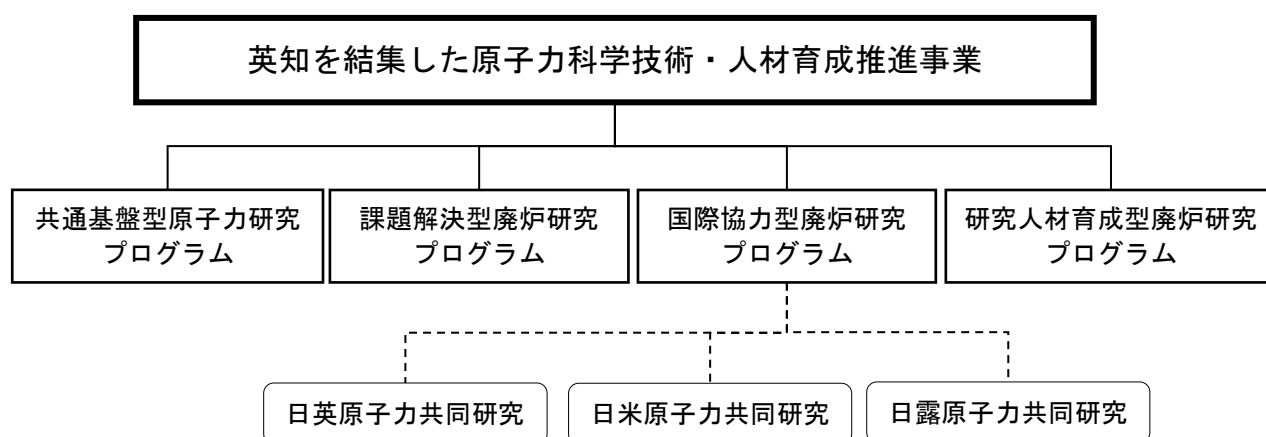 英知を結集した原子力科学技術・人材育成推進事業
共通基盤型原子力研究
プログラム
課題解決型廃炉研究
プログラム
国際協力型廃炉研究
プログラム
研究人材育成型廃炉研究
プログラム
日英原子力共同研究
日米原子力共同研究
日露原子力共同研究